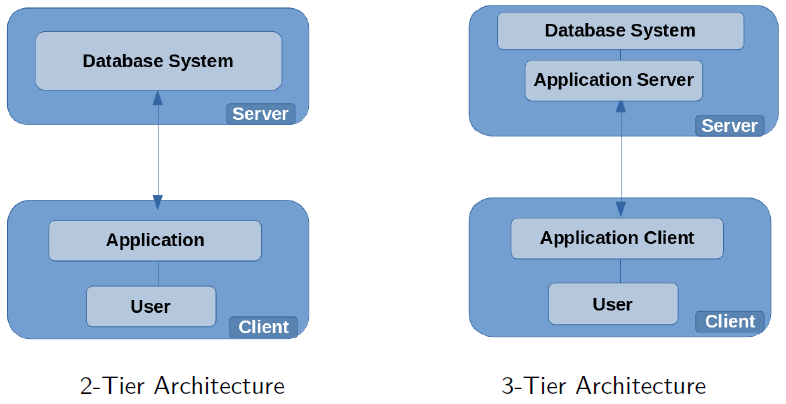 Database System
Server
Application
User
Client
2-Tier Architecture
Database System
Application Server
Server
Application Client
User
Client
3-Tier Architecture